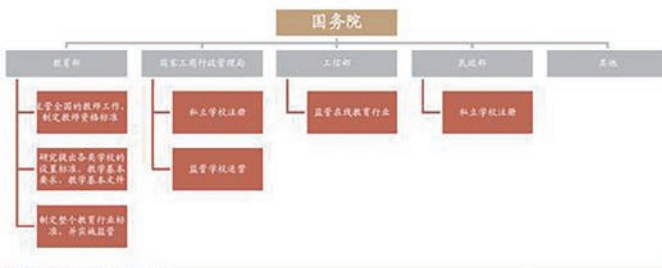 国务院
教育部
国家工商行政管理局
工信部
民政部
其他
管全国的教师工作、
制定教师资格标准
私立学校注册
监管在线教育行业
私立学校注册
研究提出各类学校的
设置标准、教学基本
要求、教学基本文件
监管学校运营
制定整个教育行业标
准，并实施监管